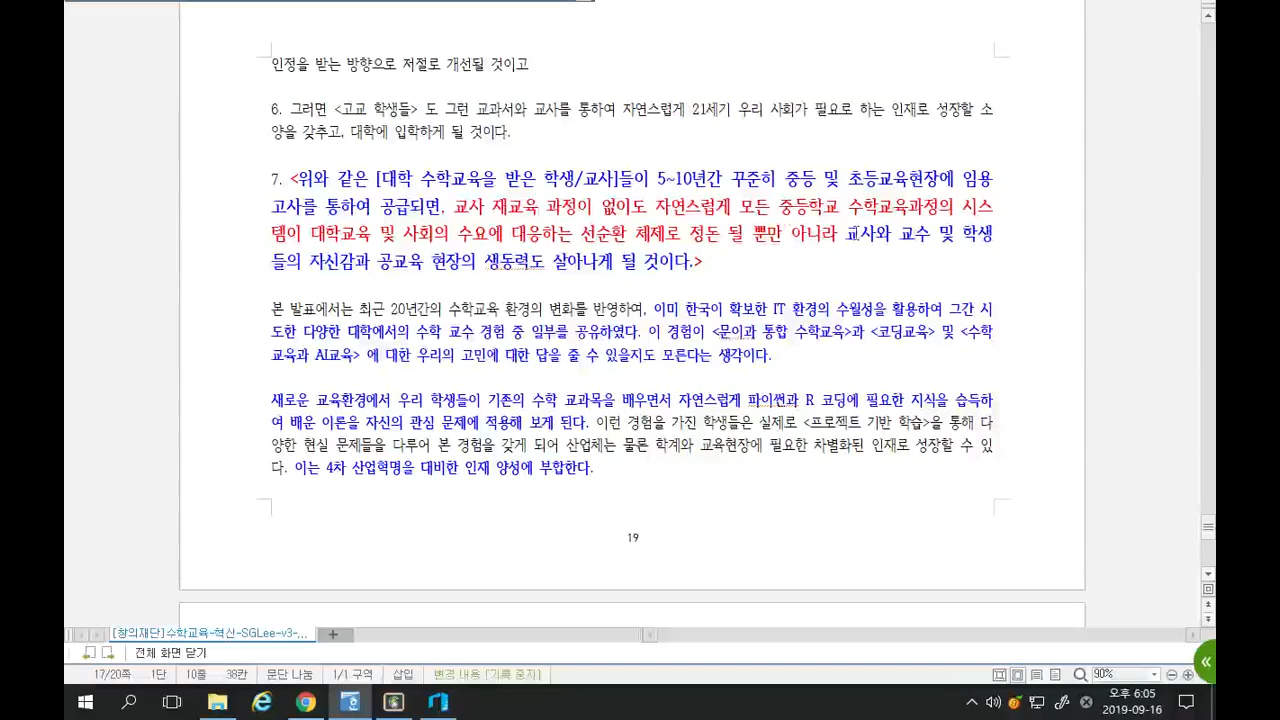 인정을 받는 방향으로 저절로 개선될 것이고
6. 그러면 <고교 학생들> 도 그런 교과서와 교사를 통하여 자연스럽게 21세기 우리 사회가 필요로 하는 인재로 성장할 소
양을 갖추고, 대학에 입학하게 될 것이다.
7. <위와 같은 [대학 수학교육을 받은 학생/교사]들이 5~10년간 꾸준히 중등 및 초등교육현장에 임용
고사를 통하여 공급되면, 교사 재교육 과정이 없이도 자연스럽게 모든 중등학교 수학교육과정의 시스
템이 대학교육 및 사회의 수요에 대응하는 선순환 체제로 정돈 될 뿐만 아니라 교사와 교수 및 학생
들의 자신감과 공교육 현장의 생동력도 살아나게 될 것이다.>
본 발표에서는 최근 20년간의 수학교육 환경의 변화를 반영하여, 이미 한국이 확보한 IT 환경의 수월성을 활용하여 그간 시
도한 다양한 대학에서의 수학 교수 경험 중 일부를 공유하였다. 이 경험이 <문이과 통합 수학교육>과 <코딩교육> 및 <수학
교육과 AI교육> 에 대한 우리의 고민에 대한 답을 줄 수 있을지도 모른다는 생각이다.
새로운 교육환경에서 우리 학생들이 기존의 수학 교과목을 배우면서 자연스럽게 파이썬과 R 코딩에 필요한 지식을 습득하
여 배운 이론을 자신의 관심 문제에 적용해 보게 된다. 이런 경험을 가진 학생들은 실제로 <프로젝트 기반 학습>을 통해 다
양한 현실 문제들을 다루어 본 경험을 갖게 되어 산업체는 물론 학계와 교육현장에 필요한 차별화된 인재로 성장할 수 있
다. 이는 4차 산업혁명을 대비한 인재 양성에 부합한다.
19
[창의재단]수학교육-혁신-SGLee-v3-...
전체 화면 닫기
17/20쪽 1단 10줄 38칸 문단 나눔 1/1 구역 삽입 변경 내용 [기록 중지] 90%
오후 6:05
2019-09-16